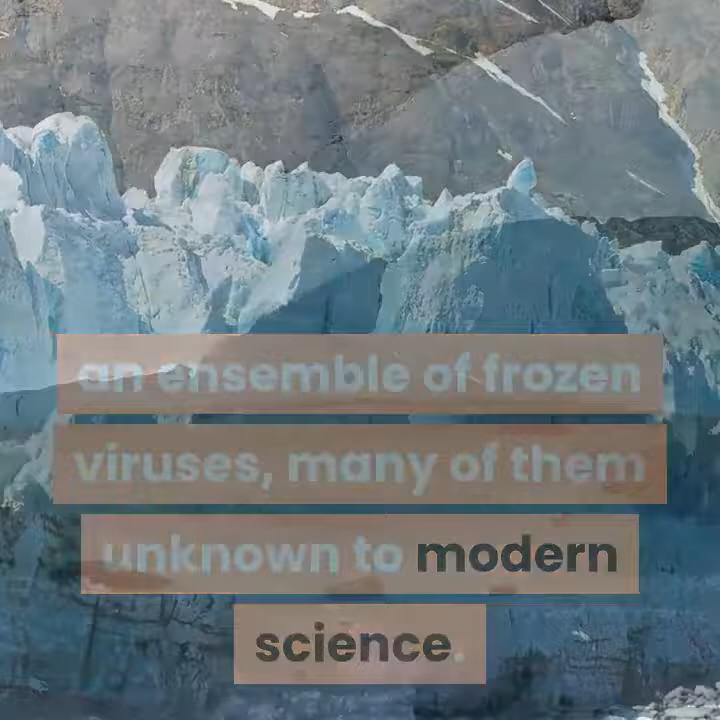 an ensemble of frozen
viruses, many of them
unknown to modern
science.